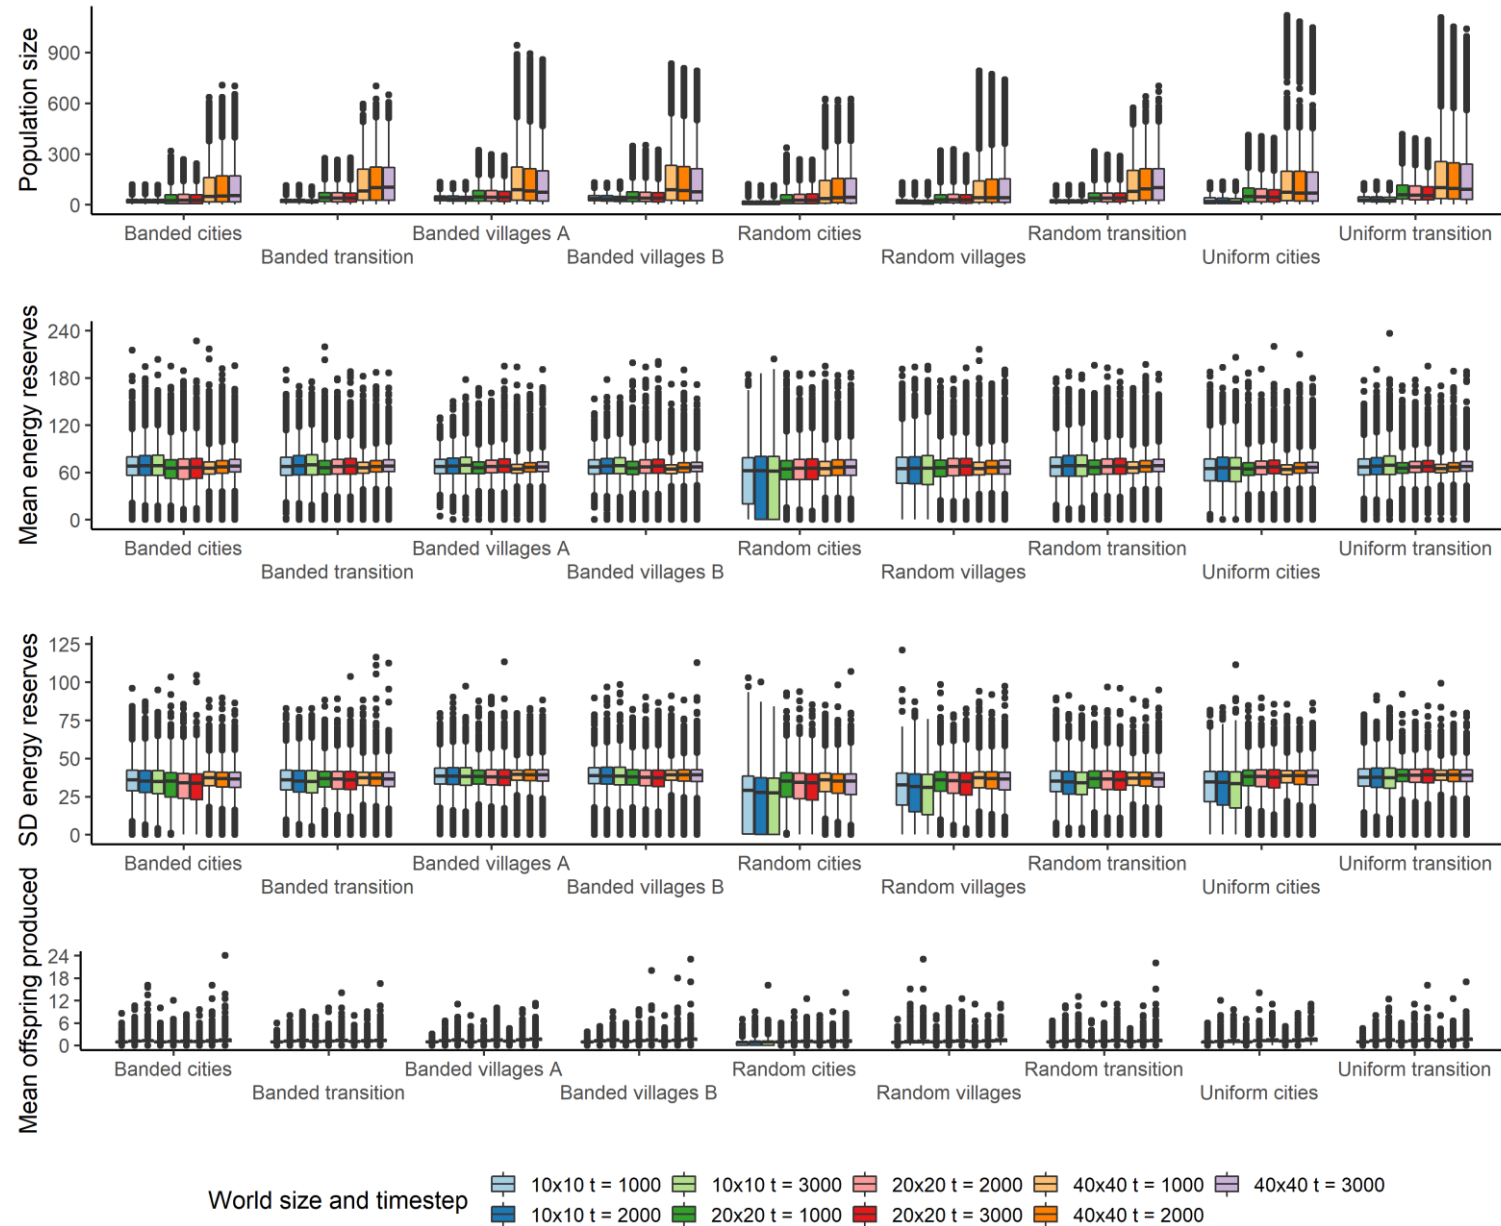 Population size
900
600
300
0
Banded cities
Banded transition
Banded villages A
Banded villages B
Random cities
Random villages
Random transition
Uniform cities
Uniform transition
Mean energy reserves
240
180
120
60
0
Banded cities
Banded transition
Banded villages A
Banded villages B
Random cities
Random villages
Random transition
Uniform cities
Uniform transition
SD energy reserves
125
100
75
50
25
0
Banded cities
Banded transition
Banded villages A
Banded villages B
Random cities
Random villages
Random transition
Uniform cities
Uniform transition
Mean offspring produced
24
18
12
6
0
Banded cities
Banded transition
Banded villages A
Banded villages B
Random cities
Random villages
Random transition
Uniform cities
Uniform transition
World size and timestep
10x10 t = 1000
10x10 t = 2000
10x10 t = 3000
20x20 t = 1000
20x20 t = 2000
20x20 t = 3000
40x40 t = 1000
40x40 t = 2000
40x40 t = 3000